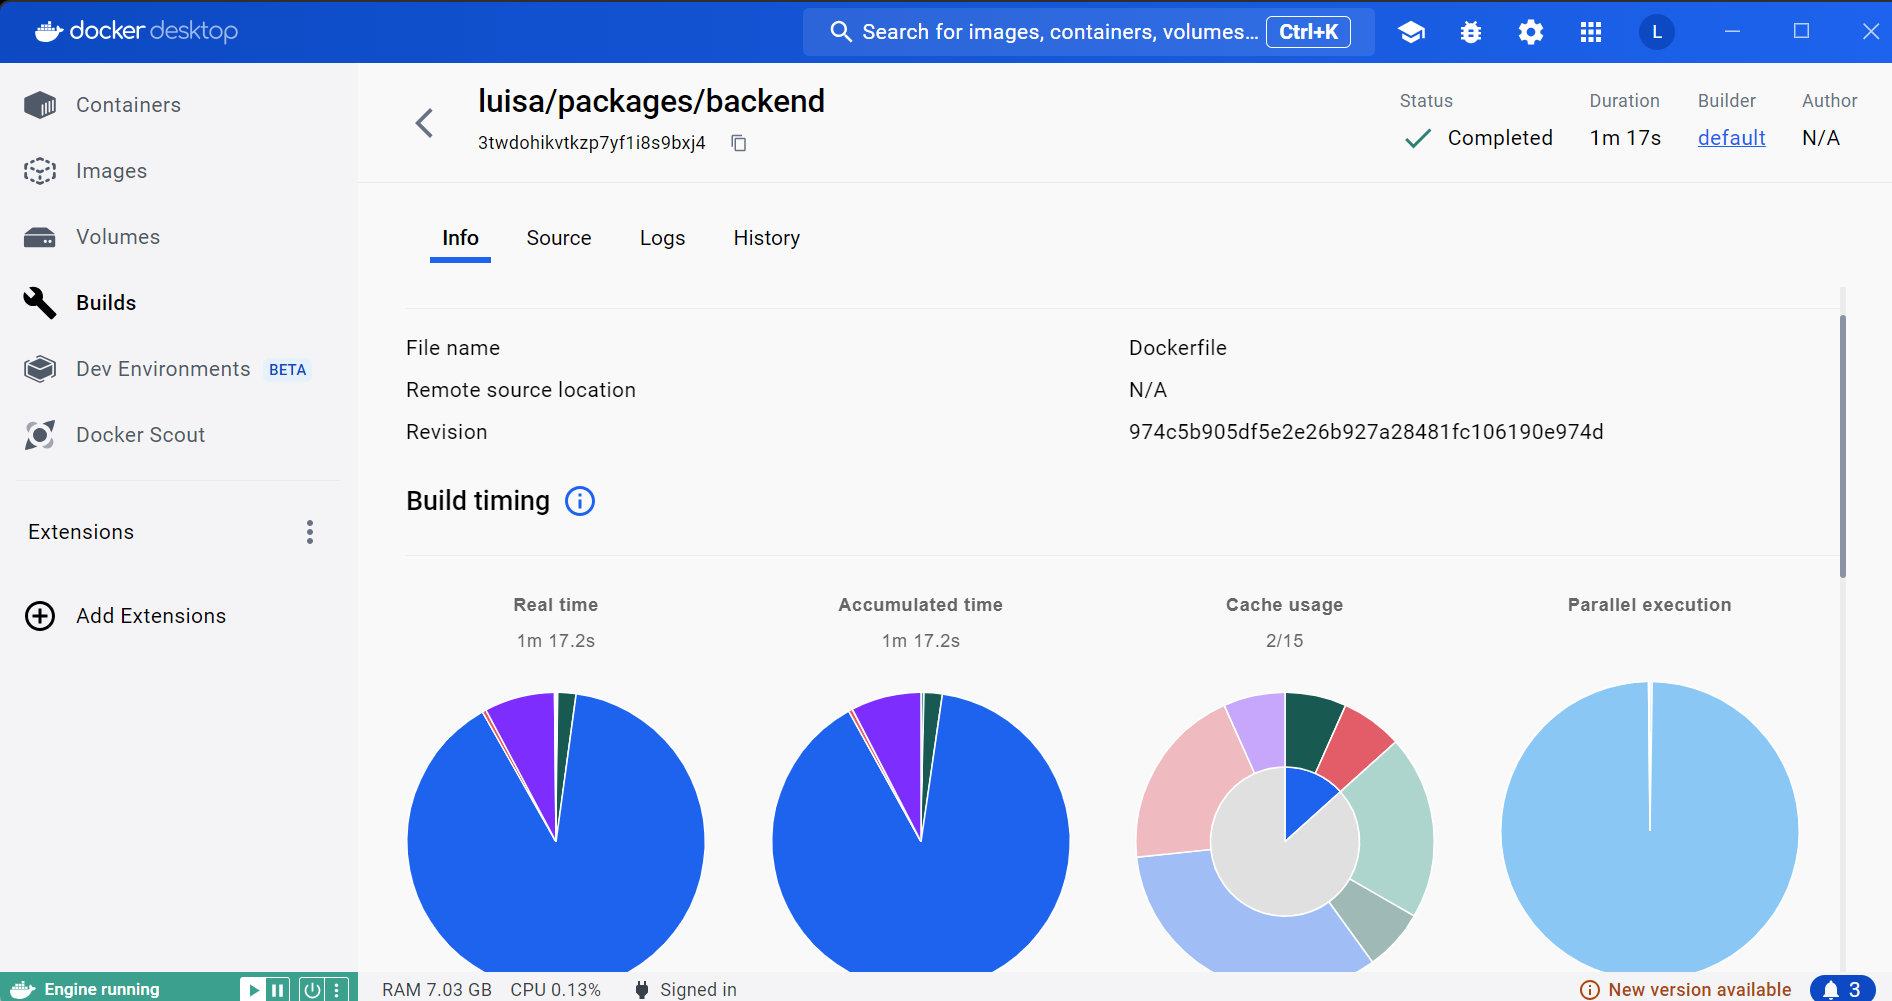 docker desktop
Search for images, containers, volumes... Ctrl+K
L
Containers
Images
Volumes
Builds
Dev Environments BETA
Docker Scout
Extensions
Add Extensions
luisa/packages/backend
3twdohikvtkzp7yf1i8s9bxj4
Status Duration Builder Author
Completed 1m 17s default N/A
Info Source Logs History
File name Dockerfile
Remote source location N/A
Revision 974c5b905df5e2e26b927a28481fc106190e974d
Build timing
Real time Accumulated time Cache usage Parallel execution
1m 17.2s 1m 17.2s 2/15
Engine running RAM 7.03 GB CPU 0.13% Signed in New version available 3